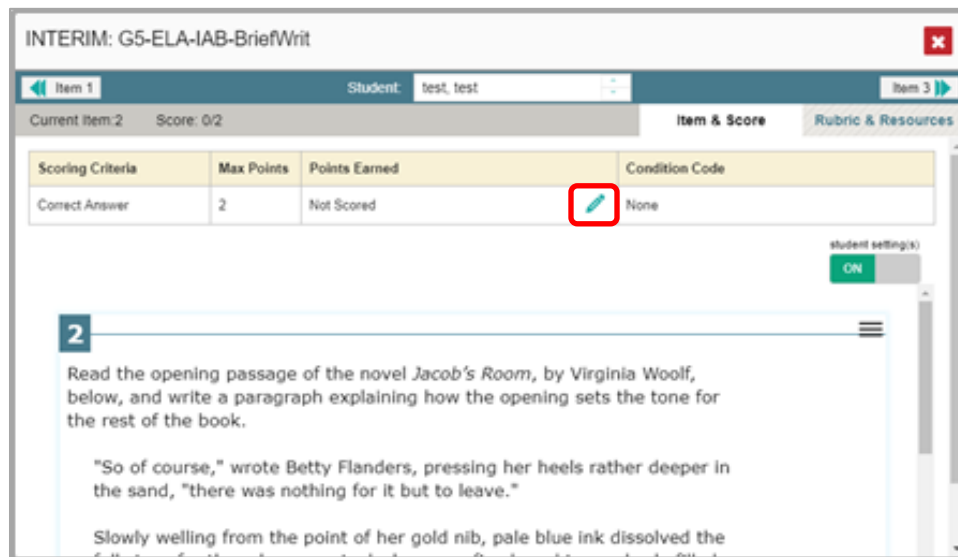 INTERIM: G5-ELA-IAB-BriefWrit
Item 1 Student: test, test Item 3
Current Item:2 Score: 0/2 Item & Score Rubric & Resources
Scoring Criteria Max Points Points Earned Condition Code
Correct Answer 2 Not Scored None
student setting(s)
ON
2
Read the opening passage of the novel Jacob's Room, by Virginia Woolf,
below, and write a paragraph explaining how the opening sets the tone for
the rest of the book.
"So of course," wrote Betty Flanders, pressing her heels rather deeper in
the sand, "there was nothing for it but to leave."
Slowly welling from the point of her gold nib, pale blue ink dissolved the